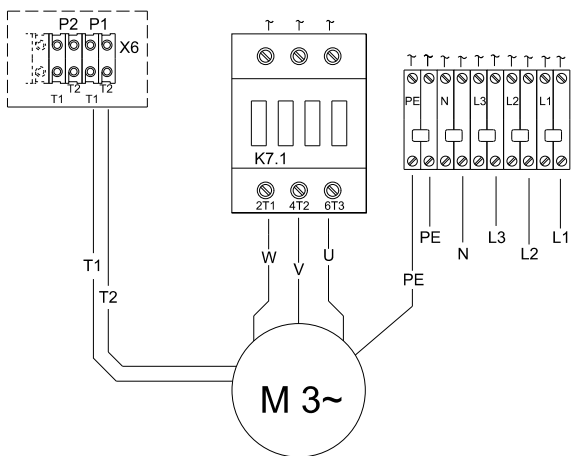 P2 P1
X6
T2 T2
T1 T1
K7.1
2T1 4T2 6T3
PE N L3 L2 L1
PE N L3 L2 L1
W V U
T1
T2
PE
M 3~